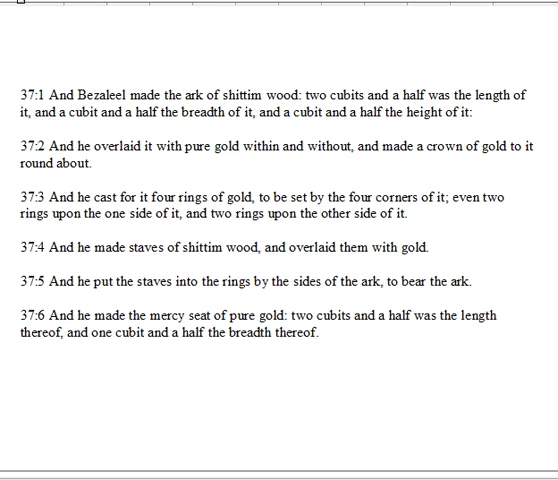 37:1 And Bezaleel made the ark of shittim wood: two cubits and a half was the length of
it, and a cubit and a half the breadth of it, and a cubit and a half the height of it:
37:2 And he overlaid it with pure gold within and without, and made a crown of gold to it
round about.
37:3 And he cast for it four rings of gold, to be set by the four corners of it; even two
rings upon the one side of it, and two rings upon the other side of it.
37:4 And he made staves of shittim wood, and overlaid them with gold.
37:5 And he put the staves into the rings by the sides of the ark, to bear the ark.
37:6 And he made the mercy seat of pure gold: two cubits and a half was the length
thereof, and one cubit and a half the breadth thereof.